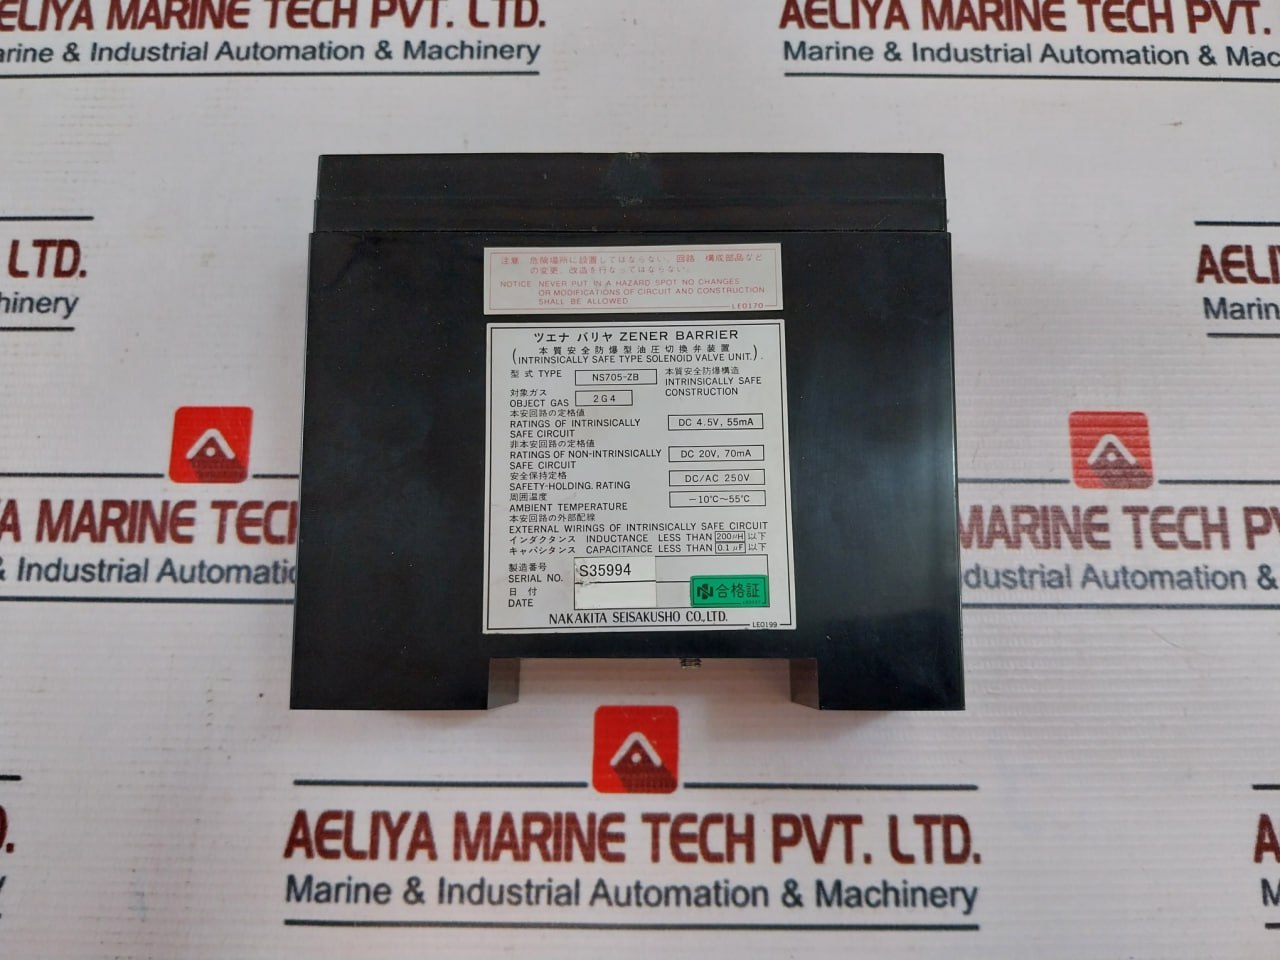 ELIYA MARINE TECH PVT. LTD.
arine & Industrial Automation & Machinery
AELIYA MARINE TECH PVT.
Marine & Industrial Automation & Mac
LTD.
hinery
AELI
Marin
注意 危険場所に設置してはならない。回路 構成部品など
の変更、改造を行なってはならない。
NOTICE NEVER PUT IN A HAZARD SPOT NO CHANGES
OR MODIFICATIONS OF CIRCUIT AND CONSTRUCTION
SHALL BE ALLOWED
LE0170
ツエナ バリヤ ZENER BARRIER
(本質安全防爆型油圧切換弁装置
INTRINSICALLY SAFE TYPE SOLENOID VALVE UNIT.).
型式 TYPE NS705-ZB 本質安全防爆構造
INTRINSICALLY SAFE
CONSTRUCTION
対象ガス
OBJECT GAS 2G4
本安回路の定格値
RATINGS OF INTRINSICALLY
SAFE CIRCUIT DC 4.5V, 55mA
非本安回路の定格値
RATINGS OF NON-INTRINSICALLY
SAFE CIRCUIT DC 20V, 70mA
安全保持定格
SAFETY-HOLDING. RATING DC/AC 250V
周囲温度
AMBIENT TEMPERATURE -10℃~55℃
本安回路の外部配線
EXTERNAL WIRINGS OF INTRINSICALLY SAFE CIRCUIT
インダクタンス INDUCTANCE LESS THAN 200μH 以下
キャパシタンス CAPACITANCE LESS THAN 0.1 μF 以下
製造番号
SERIAL NO. S35994
日付
DATE
N 合格証
NAKAKITA SEISAKUSHO CO.,LTD.
LE0199
A MARINE TECH
& Industrial Automatic
MARINE TECH P
dustrial Automation
AELIYA MARINE TECH PVT. LTD.
Marine & Industrial Automation & Machinery
D.
y
A
M